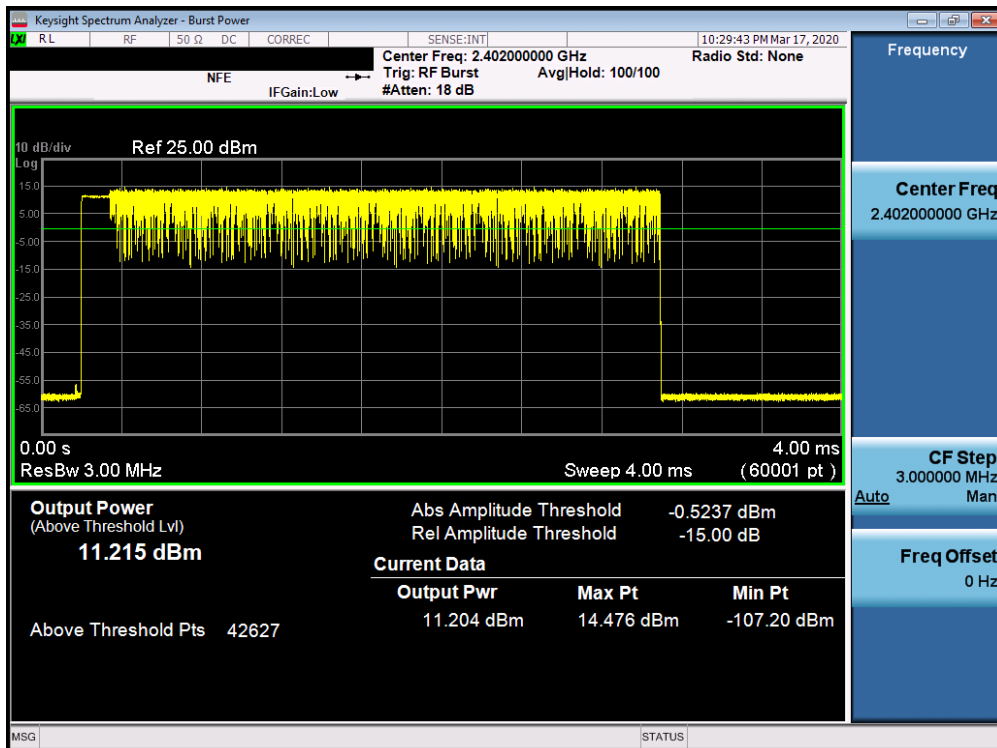 Keysight Spectrum Analyzer - Burst Power
LXI RL RF 50 Ω DC CORREC SENSE:INT 10:29:43 PM Mar 17, 2020
Center Freq: 2.402000000 GHz Radio Std: None
NFE Trig: RF Burst Avg|Hold: 100/100
IFGain:Low #Atten: 18 dB
Frequency
10 dB/div Ref 25.00 dBm
Log
15.0
5.00
-5.00
-15.0
-25.0
-35.0
-45.0
-55.0
-65.0
0.00 s 4.00 ms
ResBw 3.00 MHz Sweep 4.00 ms (60001 pt)
Output Power
(Above Threshold Lvl)
11.215 dBm
Above Threshold Pts 42627
Abs Amplitude Threshold -0.5237 dBm
Rel Amplitude Threshold -15.00 dB
Current Data
Output Pwr Max Pt Min Pt
11.204 dBm 14.476 dBm -107.20 dBm
Center Freq
2.402000000 GHz
CF Step
3.000000 MHz
Auto Man
Freq Offset
0 Hz
MSG STATUS